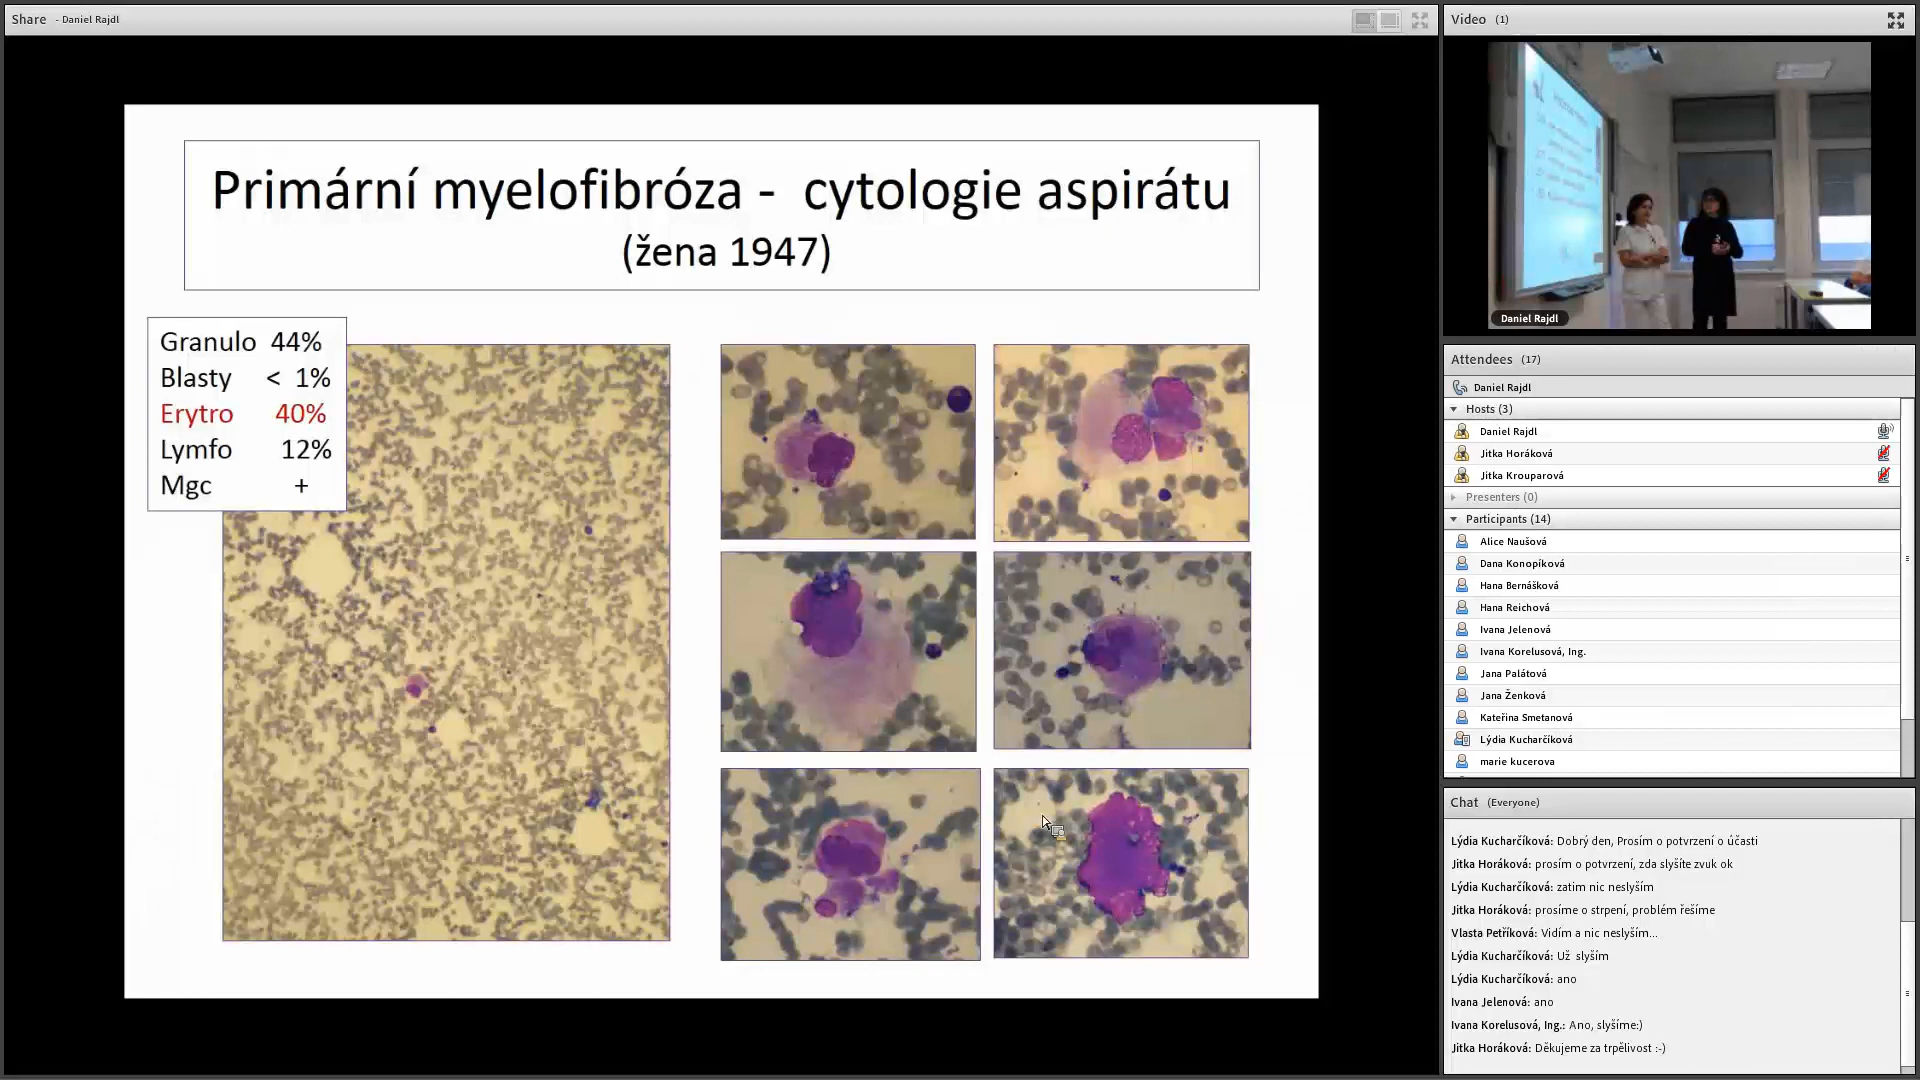 Share - Daniel Rajdl
Primární myelofibróza - cytologie aspirátu
(žena 1947)
Granulo 44%
Blasty < 1%
Erytro 40%
Lymfo 12%
Mgc +
Video (1)
Daniel Rajdl
Attendees (17)
Daniel Rajdl
Hosts (3)
Daniel Rajdl
Jitka Horáková
Jitka Krouparová
Presenters (0)
Participants (14)
Alice Naušová
Dana Konopíková
Hana Bernášková
Hana Reichová
Ivana Jelenová
Ivana Korelusová, Ing.
Jana Palátová
Jana Ženková
Kateřina Smetanová
Lýdia Kucharčíková
marie kucerova
Chat (Everyone)
Lýdia Kucharčíková: Dobrý den, Prosím o potvrzení o účasti
Jitka Horáková: prosím o potvrzení, zda slyšíte zvuk ok
Lýdia Kucharčíková: zatim nic neslyším
Jitka Horáková: prosíme o strpení, problém řešíme
Vlasta Petříková: Vidím a nic neslyším...
Lýdia Kucharčíková: Už slyším
Lýdia Kucharčíková: ano
Ivana Jelenová: ano
Ivana Korelusová, Ing.: Ano, slyšíme:)
Jitka Horáková: Děkujeme za trpělivost :-)